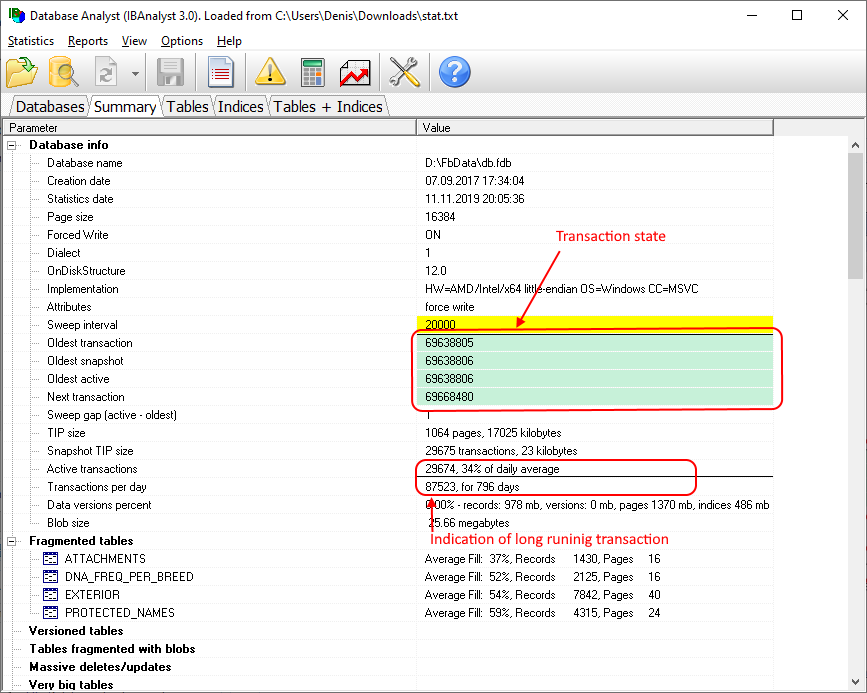 Database Analyst (IBAnalyst 3.0). Loaded from C:\Users\Denis\Downloads\stat.txt
Statistics Reports View Options Help
Databases Summary Tables Indices Tables + Indices
Parameter Value
Database info
Database name D:\FbData\db.fdb
Creation date 07.09.2017 17:34:04
Statistics date 11.11.2019 20:05:36
Page size 16384
Forced Write ON
Transaction state
Dialect 1
OnDiskStructure 12.0
Implementation HW=AMD/Intel/x64 little-endian OS=Windows CC=MSVC
Attributes force write
Sweep interval 20000
Oldest transaction 69638805
Oldest snapshot 69638806
Oldest active 69638806
Next transaction 69668480
Sweep gap (active - oldest) 1
TIP size 1064 pages, 17025 kilobytes
Snapshot TIP size 29675 transactions, 23 kilobytes
Active transactions 29674, 34% of daily average
Transactions per day 87523, for 796 days
Data versions percent 0.00% - records: 978 mb, versions: 0 mb, pages 1370 mb, indices 486 mb
Blob size 25.66 megabytes
Indication of long runinig transaction
Fragmented tables
ATTACHMENTS Average Fill: 37%, Records 1430, Pages 16
DNA_FREQ_PER_BREED Average Fill: 52%, Records 2125, Pages 16
EXTERIOR Average Fill: 54%, Records 7842, Pages 40
PROTECTED_NAMES Average Fill: 59%, Records 4315, Pages 24
Versioned tables
Tables fragmented with blobs
Massive deletes/updates
Very big tables